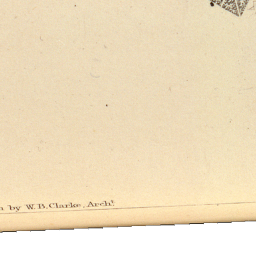 by W.B. Clarke, Archt.